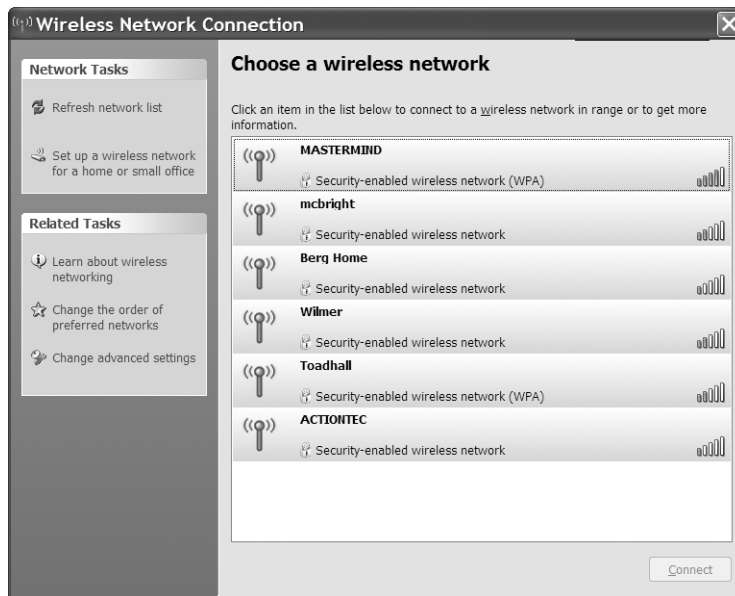 Wireless Network Connection
Network Tasks
Refresh network list
Set up a wireless network
for a home or small office
Related Tasks
Learn about wireless
networking
Change the order of
preferred networks
Change advanced settings
Choose a wireless network
Click an item in the list below to connect to a wireless network in range or to get more
information.
MASTERMIND
Security-enabled wireless network (WPA)
mcbright
Security-enabled wireless network
Berg Home
Security-enabled wireless network
Wilmer
Security-enabled wireless network
Toadhall
Security-enabled wireless network (WPA)
ACTIONTEC
Security-enabled wireless network
Connect